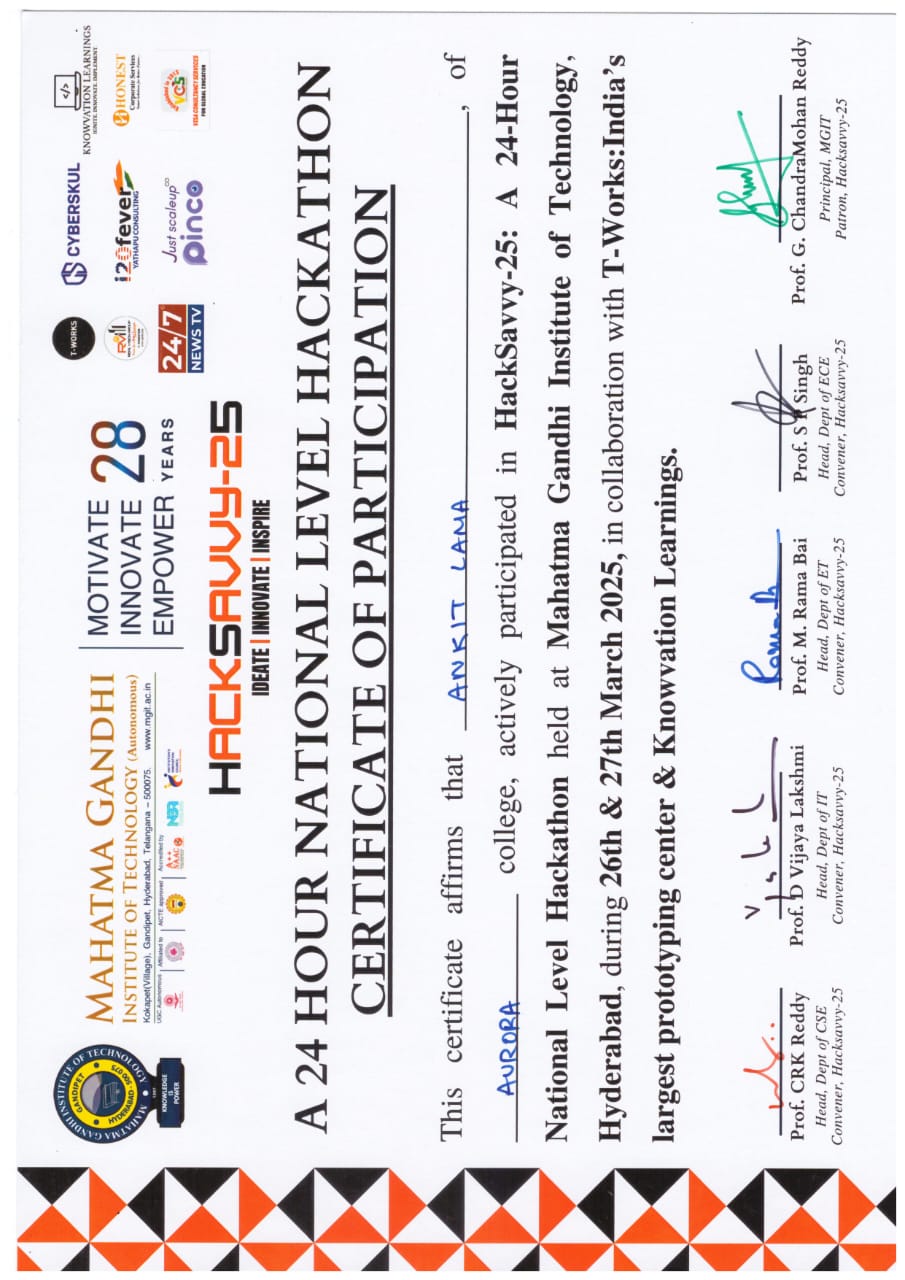 MAHATMA GANDHI INSTITUTE OF TECHNOLOGY
GANDIPET
HYDERABAD - 500 075
1997
KNOWLEDGE
IS
POWER
MAHATMA GANDHI
INSTITUTE OF TECHNOLOGY (Autonomous)
Kokapet(Village), Gandipet, Hyderabad, Telangana – 500075. www.mgit.ac.in
UGC Autonomous
Affiliated to
AICTE approved
Accredited by
A++
NAAC
NBA
MOTIVATE
INNOVATE
EMPOWER
28
YEARS
T-WORKS
CYBERSKUL
</>
KNOWVATION LEARNINGS
IGNITE. INNOVATE. IMPLEMENT.
i20fever
YATHAPU CONSULTING
HONEST
Corporate Services
24/7
NEWS TV
Just scaleup
pinco
Established in 2012
VCS
VESA CONSULTANCY SERVICES
FOR GLOBAL EDUCATION
HACKSAVVY-25
IDEATE | INNOVATE | INSPIRE
A 24 HOUR NATIONAL LEVEL HACKATHON
CERTIFICATE OF PARTICIPATION
This certificate affirms that ANKIT LAMA, of
AURORA college, actively participated in HackSavvy-25: A 24-Hour
National Level Hackathon held at Mahatma Gandhi Institute of Technology,
Hyderabad, during 26th & 27th March 2025, in collaboration with T-Works:India's
largest prototyping center & Knowvation Learnings.
Prof. CRK Reddy
Head, Dept of CSE
Convener, Hacksavvy-25
Prof. D Vijaya Lakshmi
Head, Dept of IT
Convener, Hacksavvy-25
Prof. M. Rama Bai
Head, Dept of ET
Convener, Hacksavvy-25
Prof. S P Singh
Head, Dept of ECE
Convener, Hacksavvy-25
Prof. G. ChandraMohan Reddy
Principal, MGIT
Patron, Hacksavvy-25